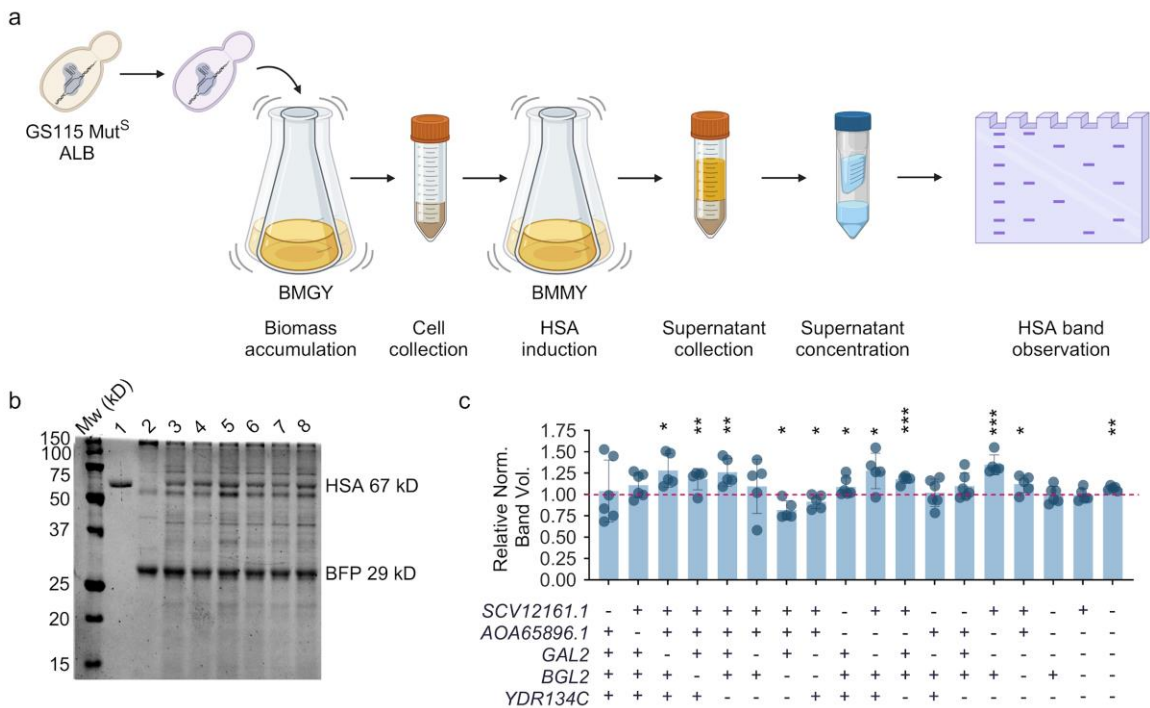 a
GS115 Mut^S
ALB
BMGY
BMMY
Biomass accumulation
Cell collection
HSA induction
Supernatant collection
Supernatant concentration
HSA band observation
b
Mw (kD)
1 2 3 4 5 6 7 8
150
100
75
50
37
25
20
15
HSA 67 kD
BFP 29 kD
c
* ** ** * * * * *** *** * **
Relative Norm.
Band Vol.
1.75
1.50
1.25
1.00
0.75
0.50
0.25
0.00
SCV12161.1 - + + + + + + + - + + - - + + - + -
AOA65896.1 + - + + + + + + - - - + + - + - - -
GAL2 + + - + + - + - + - + - + - - - - -
BGL2 + + + - + + - - + + - + + + - + - -
YDR134C + + + + - - - + + + - + - - - - - -